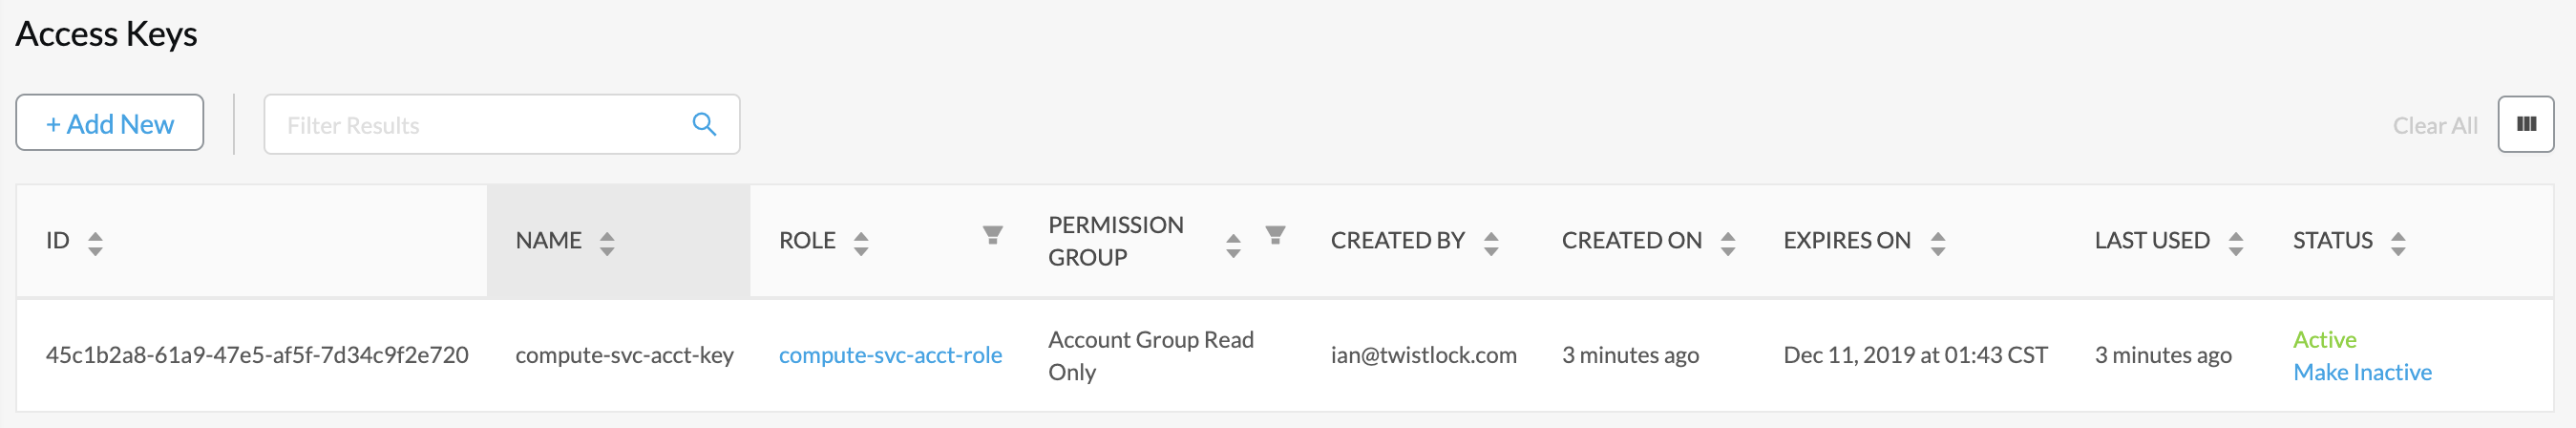 Access Keys
+ Add New
Filter Results
Clear All
ID NAME ROLE PERMISSION GROUP CREATED BY CREATED ON EXPIRES ON LAST USED STATUS
45c1b2a8-61a9-47e5-af5f-7d34c9f2e720 compute-svc-acct-key compute-svc-acct-role Account Group Read Only ian@twistlock.com 3 minutes ago Dec 11, 2019 at 01:43 CST 3 minutes ago Active
Make Inactive